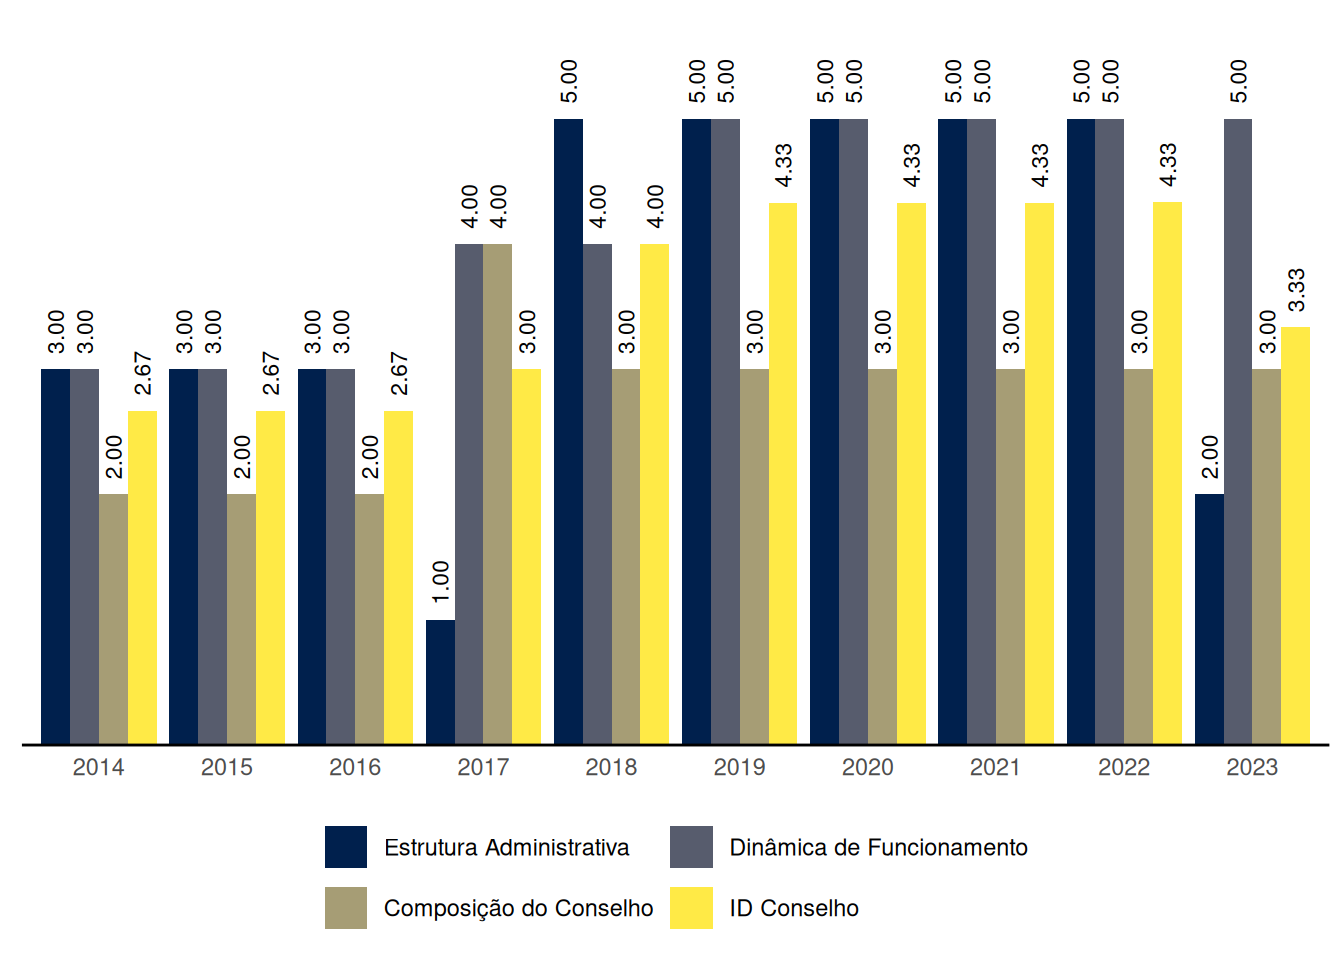 3.00 3.00 2.00 2.67 3.00 3.00 2.00 2.67 3.00 3.00 2.00 2.67 1.00 4.00 4.00 3.00 5.00 4.00 3.00 4.00 5.00 5.00 3.00 4.33 5.00 5.00 3.00 4.33 5.00 5.00 3.00 4.33 5.00 5.00 3.00 4.33 2.00 5.00 3.00 3.33
2014 2015 2016 2017 2018 2019 2020 2021 2022 2023
Estrutura Administrativa Dinâmica de Funcionamento
Composição do Conselho ID Conselho